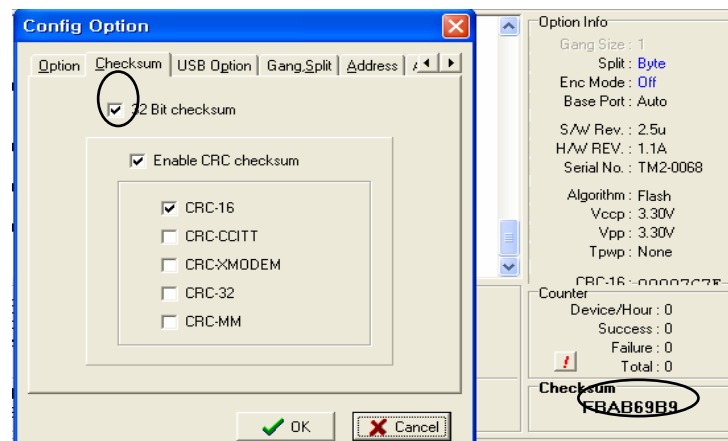 Config Option
Option Checksum USB Option Gang,Split Address
32 Bit checksum
Enable CRC checksum
CRC-16
CRC-CCITT
CRC-XMODEM
CRC-32
CRC-MM
OK
Cancel
Option Info
Gang Size : 1
Split : Byte
Enc Mode : Off
Base Port : Auto
S/W Rev. : 2.5u
H/W REV. : 1.1A
Serial No. : TM2-0068
Algorithm : Flash
Vccp : 3.30V
Vpp : 3.30V
Tpwp : None
CRC-16 : 00007C7E
Counter
Device/Hour : 0
Success : 0
Failure : 0
! Total : 0
Checksum
FBAB69B9